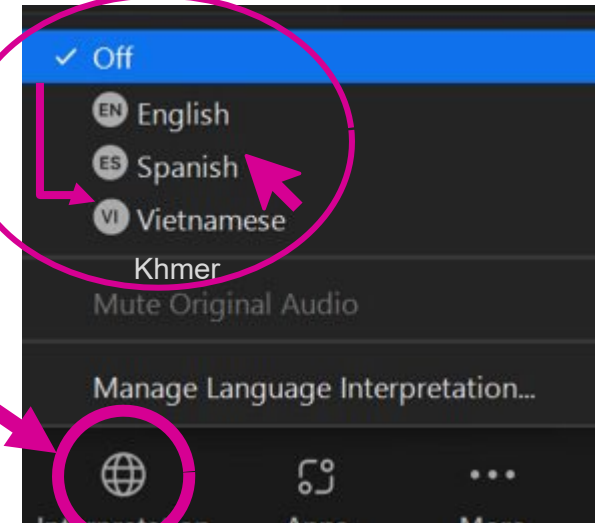 Off
EN English
ES Spanish
VI Vietnamese
Khmer
Mute Original Audio
Manage Language Interpretation...